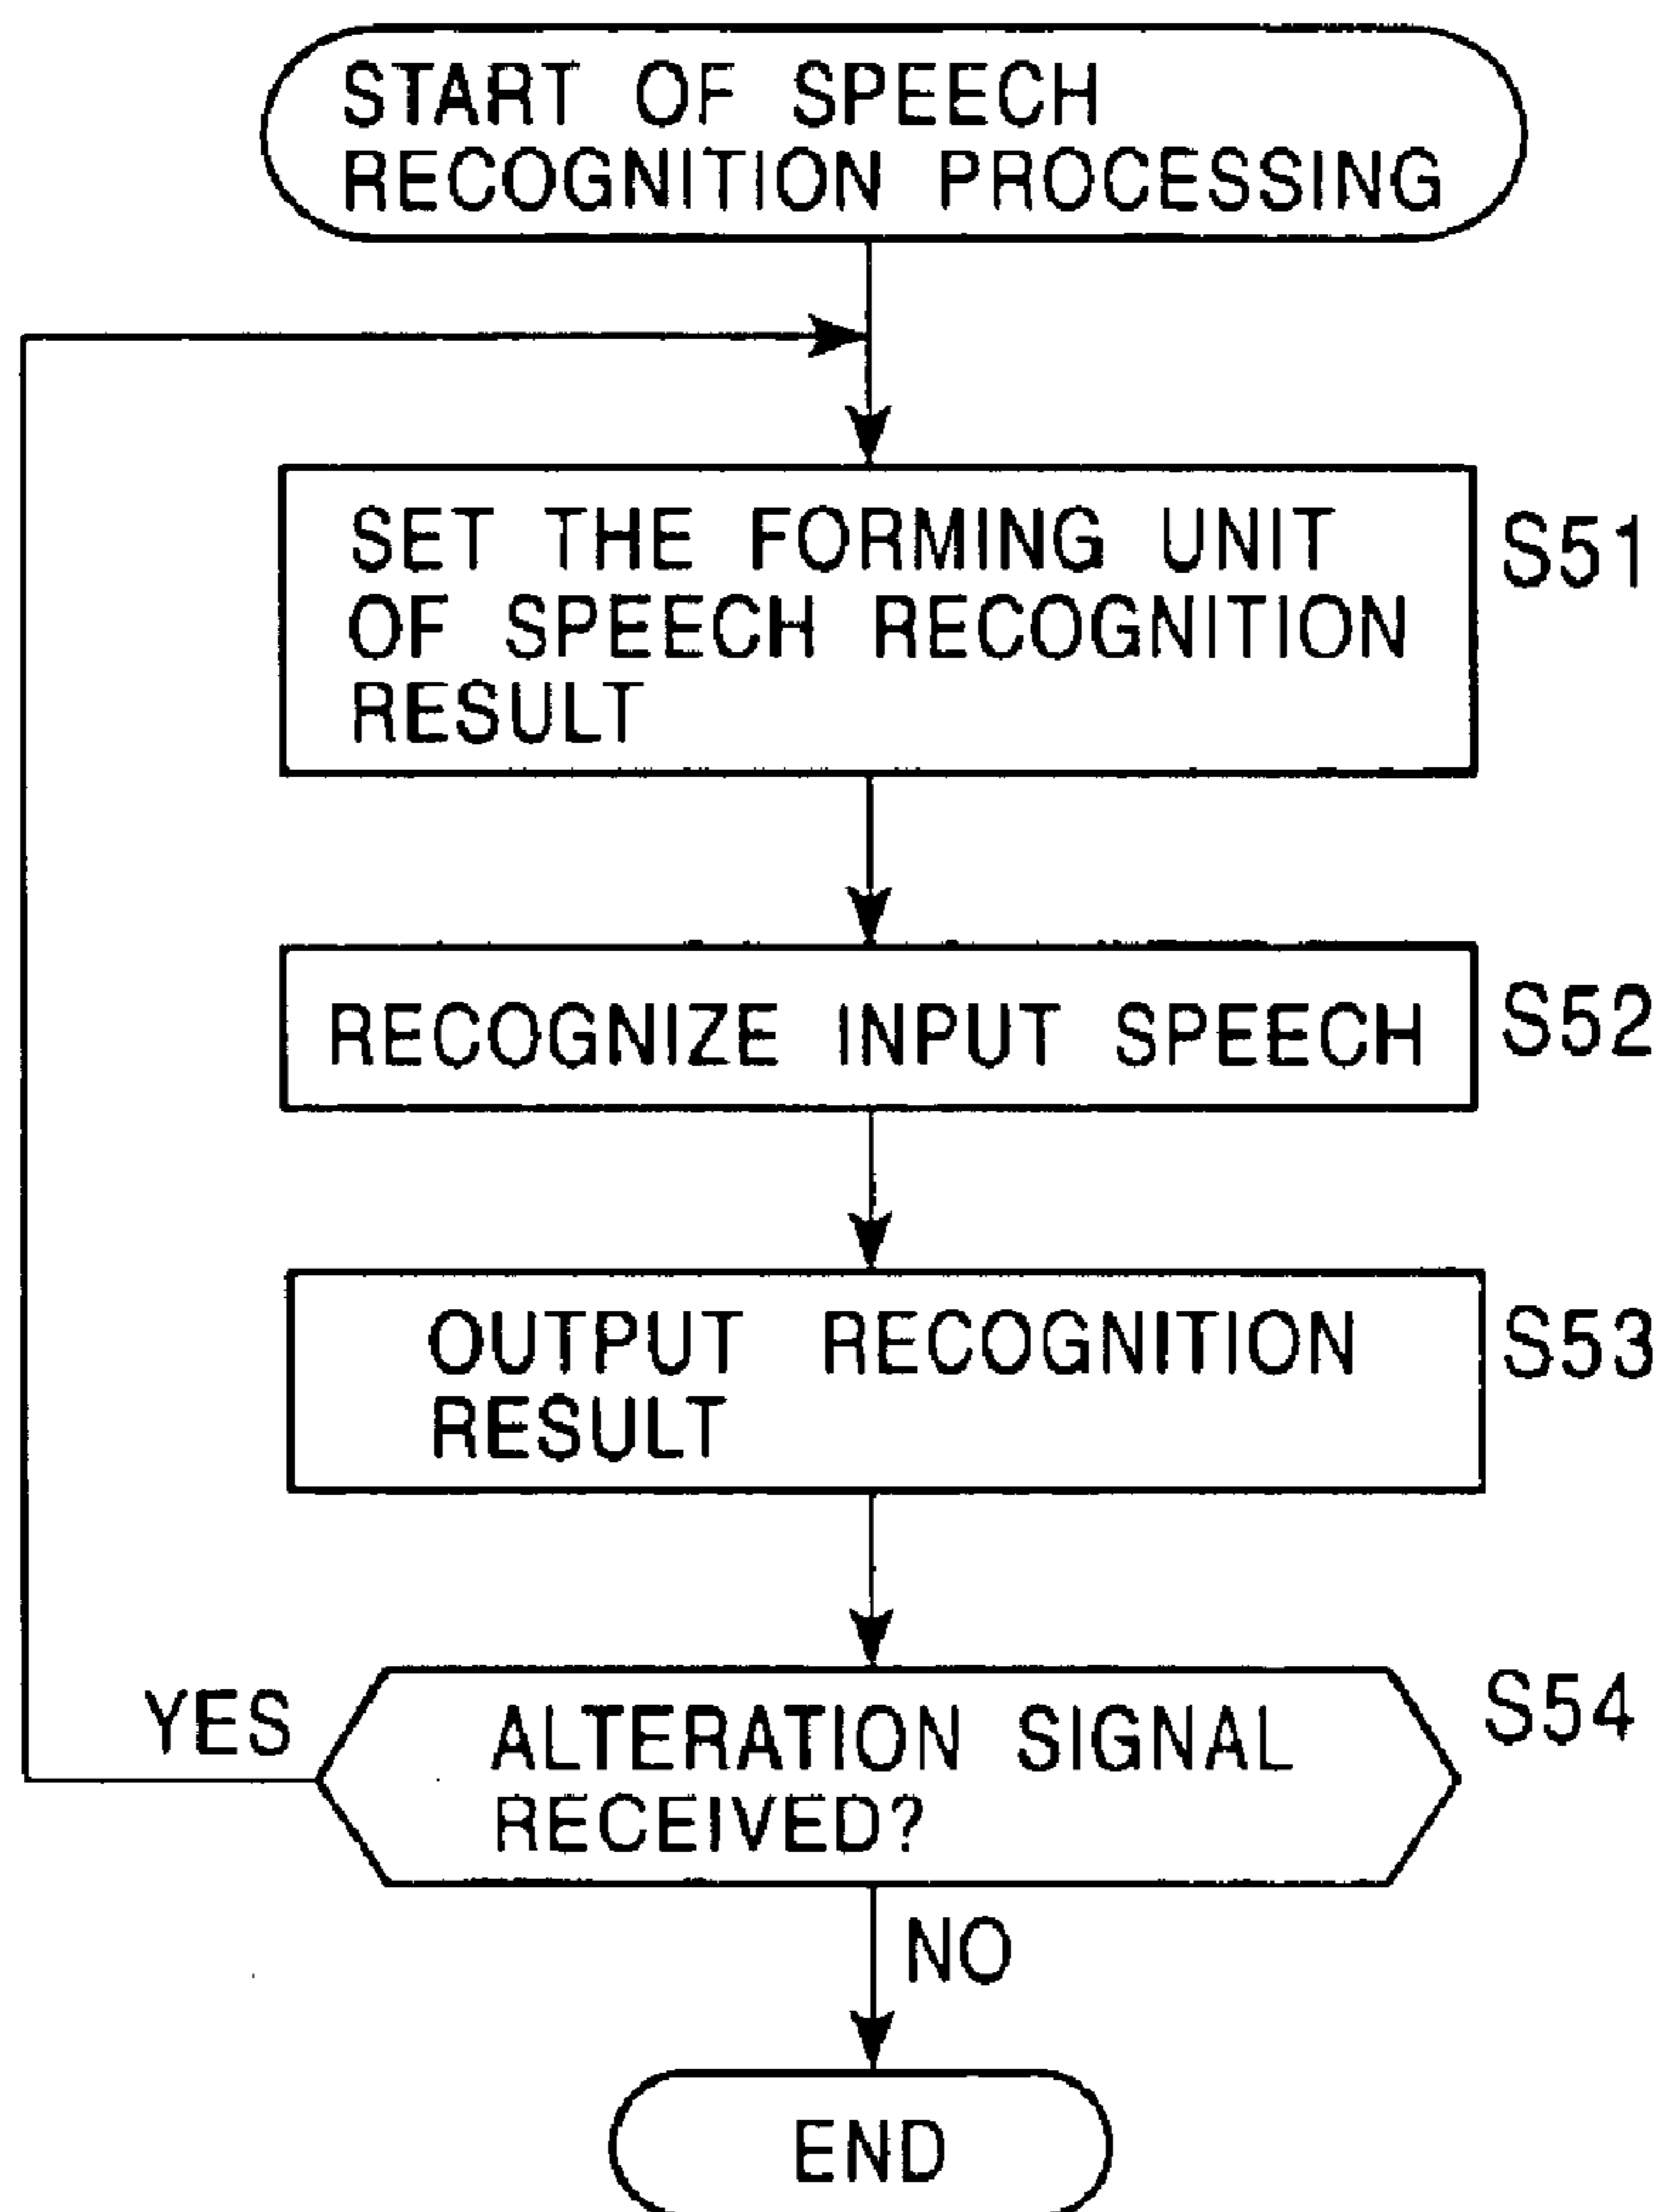 START OF SPEECH
RECOGNITION PROCESSING
SET THE FORMING UNIT
OF SPEECH RECOGNITION
RESULT
S51
RECOGNIZE INPUT SPEECH
S52
OUTPUT RECOGNITION
RESULT
S53
YES
ALTERATION SIGNAL
RECEIVED?
S54
NO
END